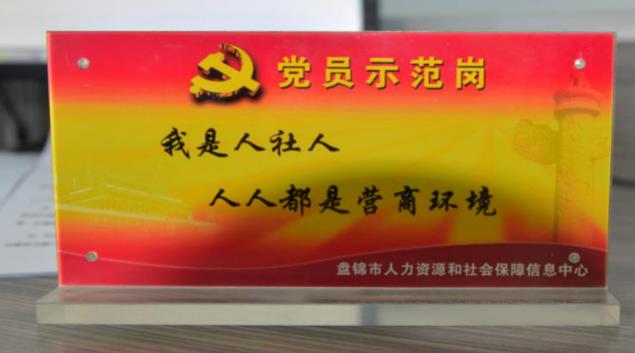 党员示范岗
我是人社人
人人都是营商环境
盘锦市人力资源和社会保障信息中心